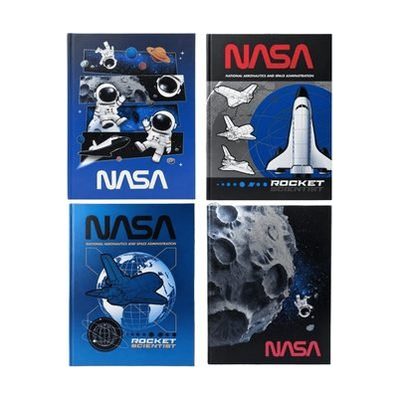 NASA
NASA
NATIONAL AERONAUTICS AND SPACE ADMINISTRATION
ROCKET
SCIENTIST
NASA
NATIONAL AERONAUTICS AND SPACE ADMINISTRATION
ROCKET
SCIENTIST
NASA